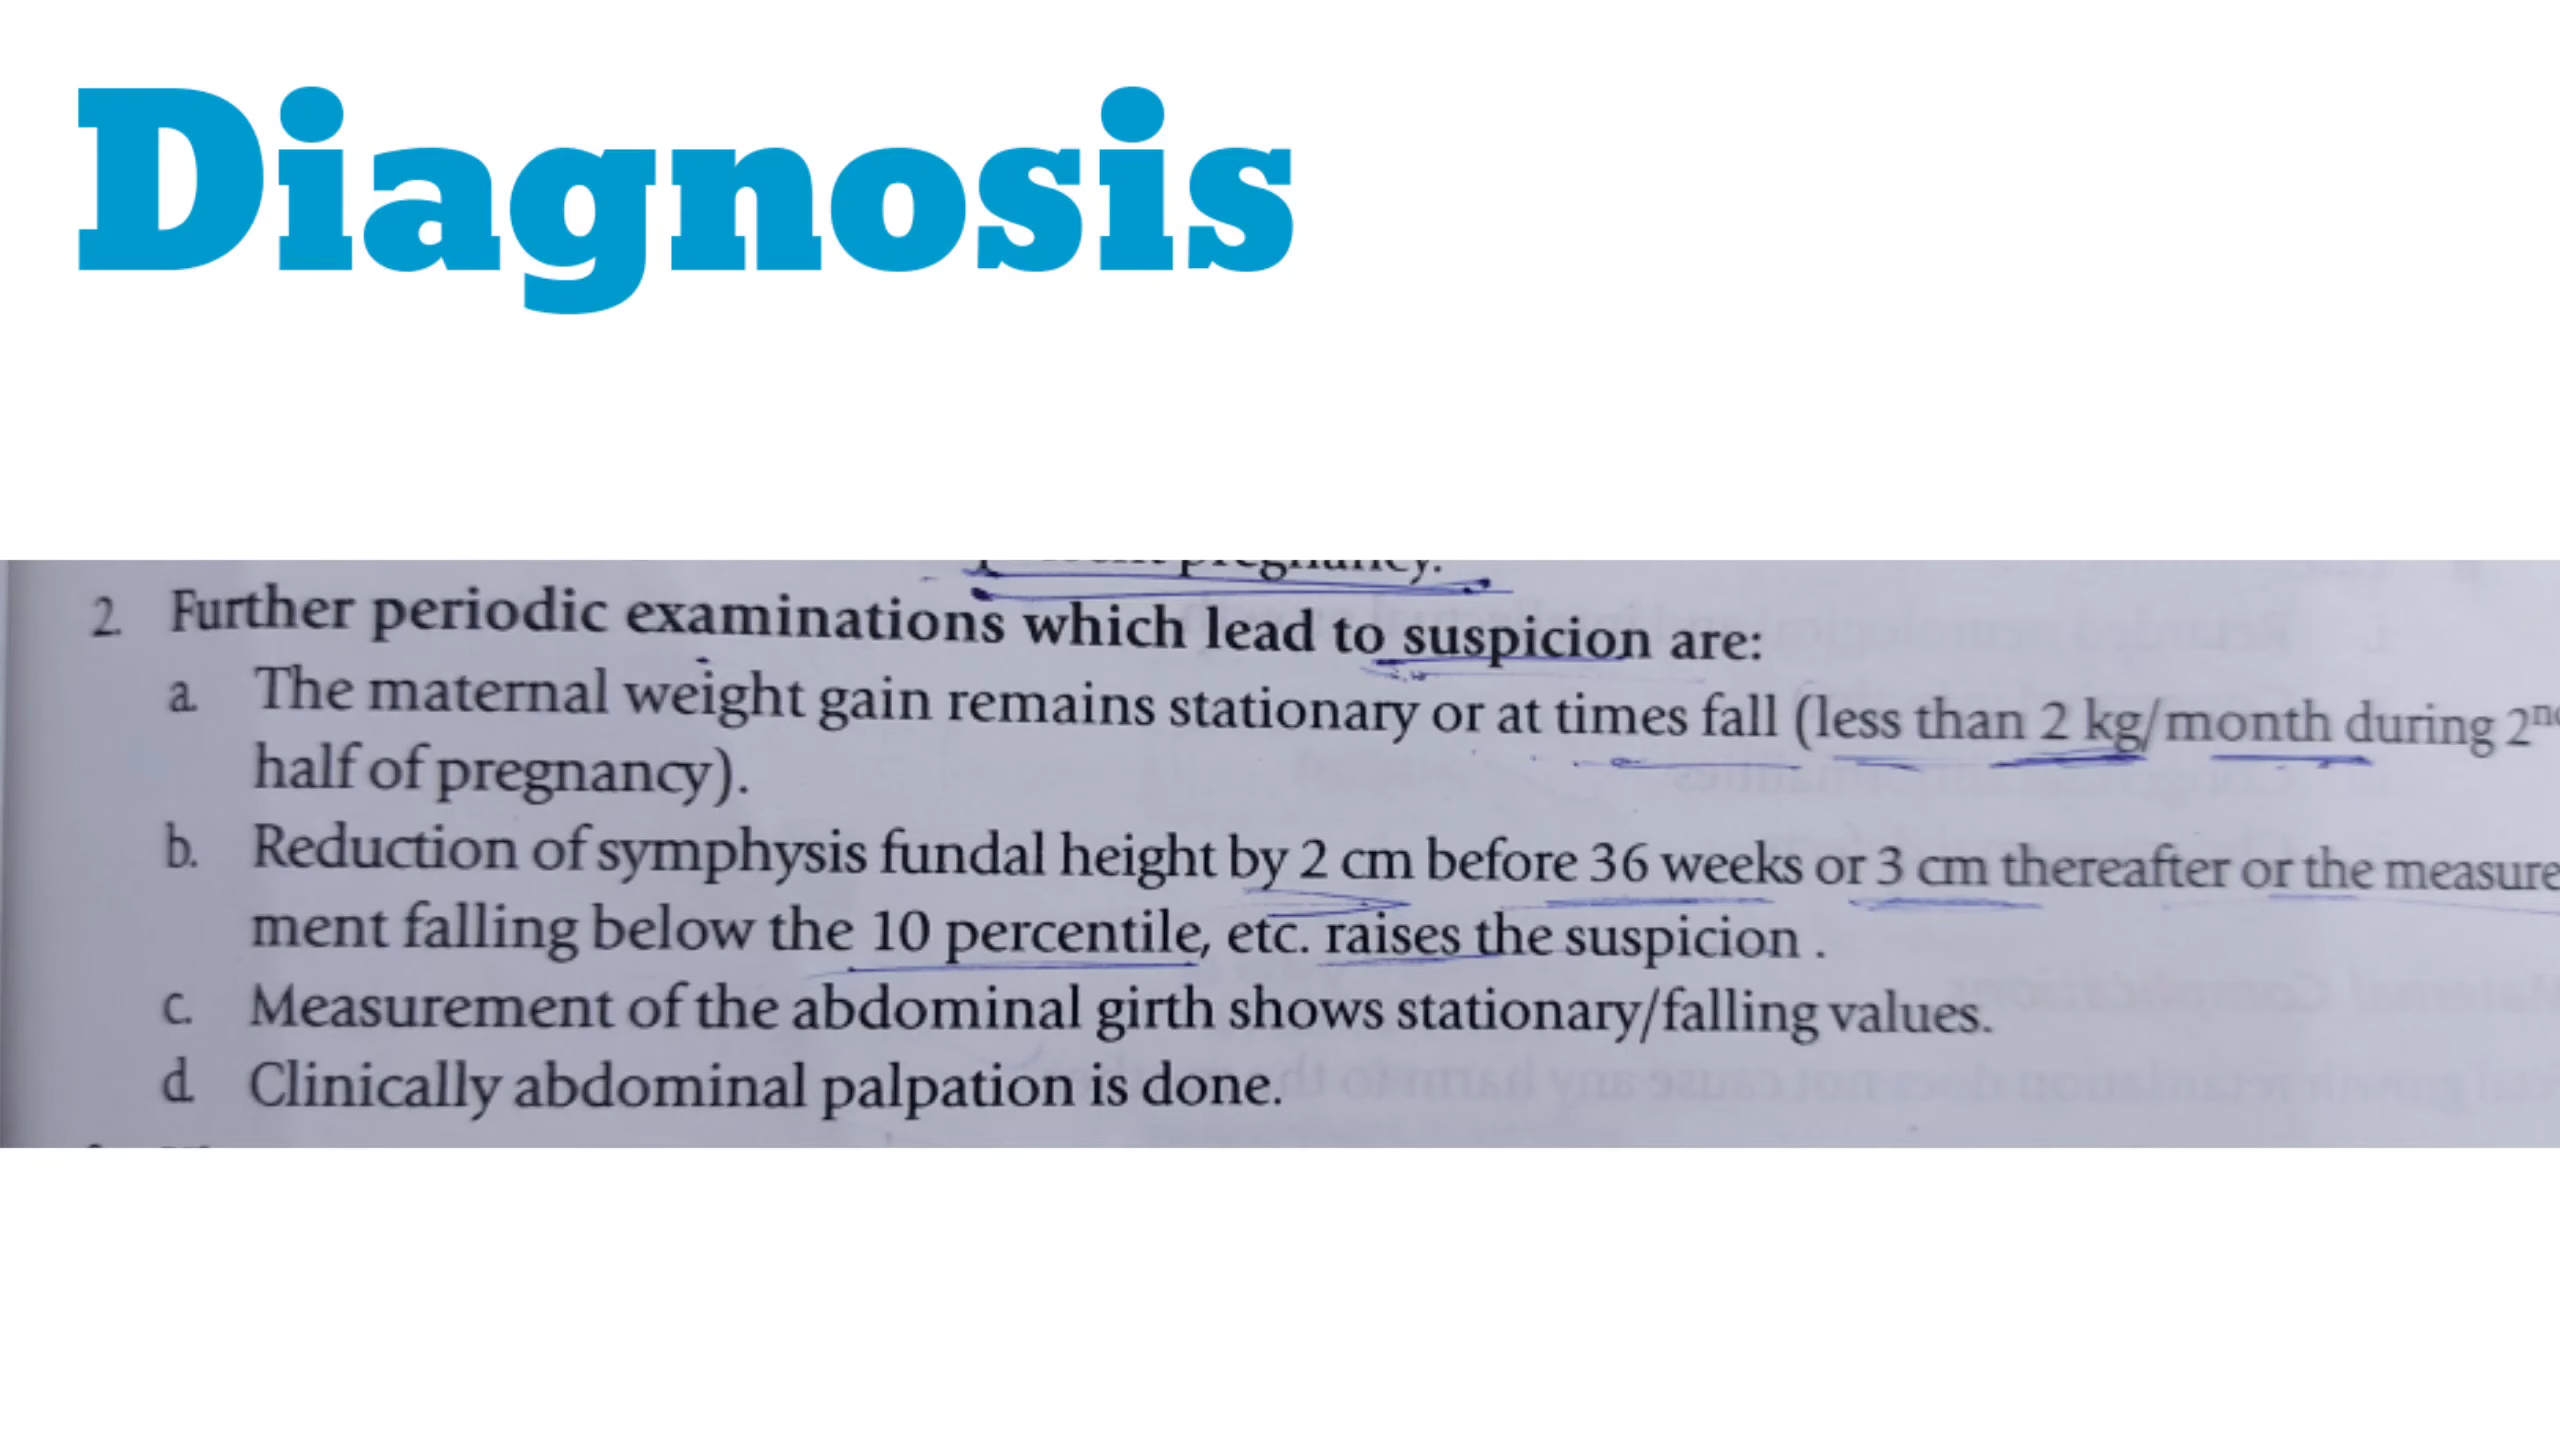 Diagnosis
pregnancy.
2. Further periodic examinations which lead to suspicion are:
a. The maternal weight gain remains stationary or at times fall (less than 2 kg/month during 2nd
half of pregnancy).
b. Reduction of symphysis fundal height by 2 cm before 36 weeks or 3 cm thereafter or the measure
ment falling below the 10 percentile, etc. raises the suspicion .
c. Measurement of the abdominal girth shows stationary/falling values.
d. Clinically abdominal palpation is done.